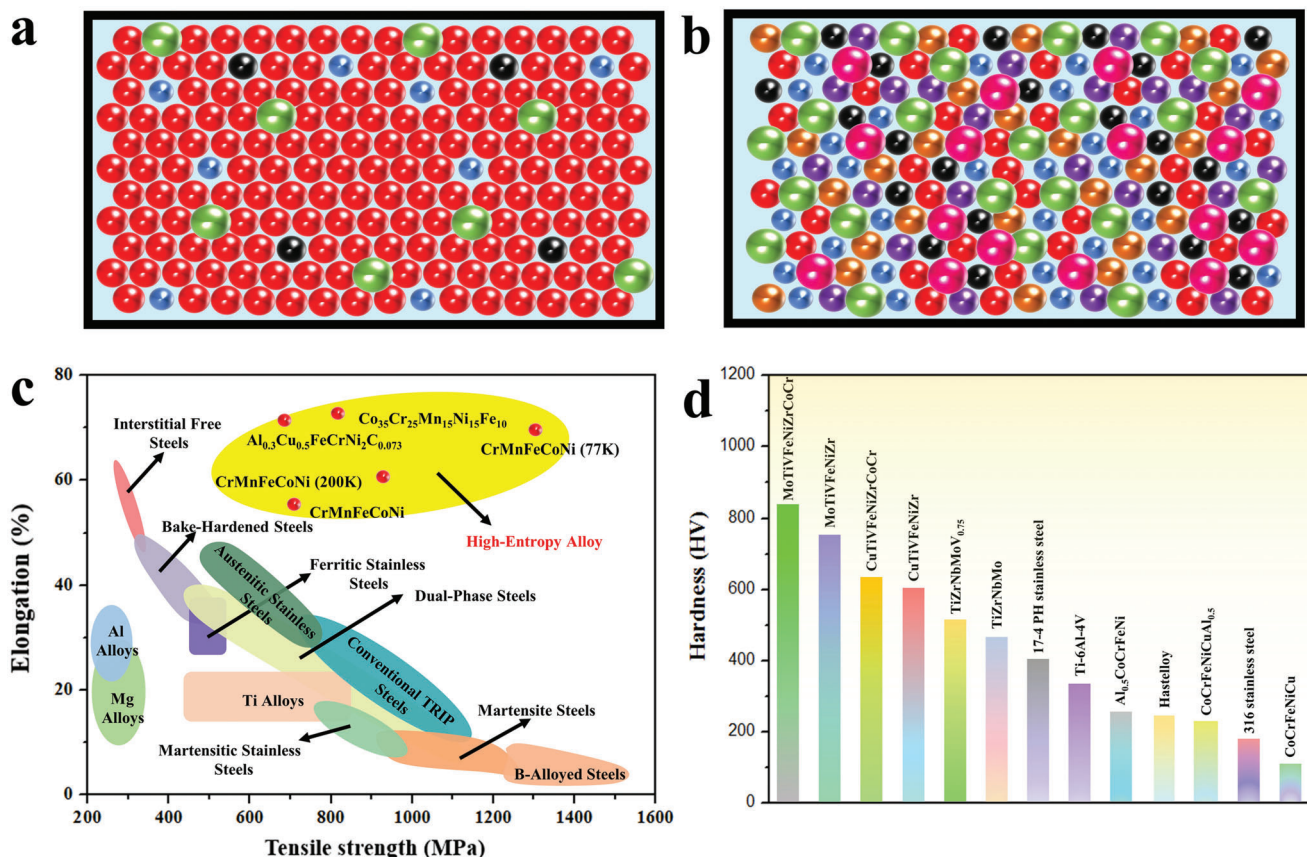 a
b
c
Elongation (%)
80
60
40
20
0
200
400
600
800
1000
1200
1400
1600
Tensile strength (MPa)
Interstitial Free
Steels
Al₀.₃Cu₀.₅FeCrNi₂C₀.₀₇₃
Co₃₅Cr₂₅Mn₁₅Ni₁₅Fe₁₀
CrMnFeCoNi (77K)
CrMnFeCoNi (200K)
CrMnFeCoNi
High-Entropy Alloy
Bake-Hardened Steels
Austenitic Stainless
Steels
Ferritic Stainless
Steels
Dual-Phase Steels
Al
Alloys
Mg
Alloys
Ti Alloys
Conventional TRIP
Steels
Martensitic Stainless
Steels
Martensite Steels
B-Alloyed Steels
d
Hardness (HV)
1200
1000
800
600
400
200
0
MoTiVFeNiZrCoCr
MoTiVFeNiZr
CuTiVFeNiZrCoCr
CuTiVFeNiZr
TiZrNbMoV₀.₇₅
TiZrNbMo
17-4 PH stainless steel
Ti-6Al-4V
Al₀.₅CoCrFeNi
Hastelloy
CoCrFeNiCuAl₀.₅
316 stainless steel
CoCrFeNiCu